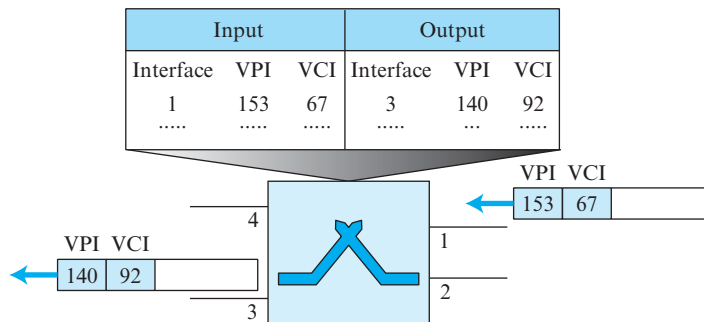 Input Output
Interface VPI VCI Interface VPI VCI
1 153 67 3 140 92
..... ..... ..... ..... ... .....
VPI VCI
153 67
4
1
VPI VCI
140 92
2
3